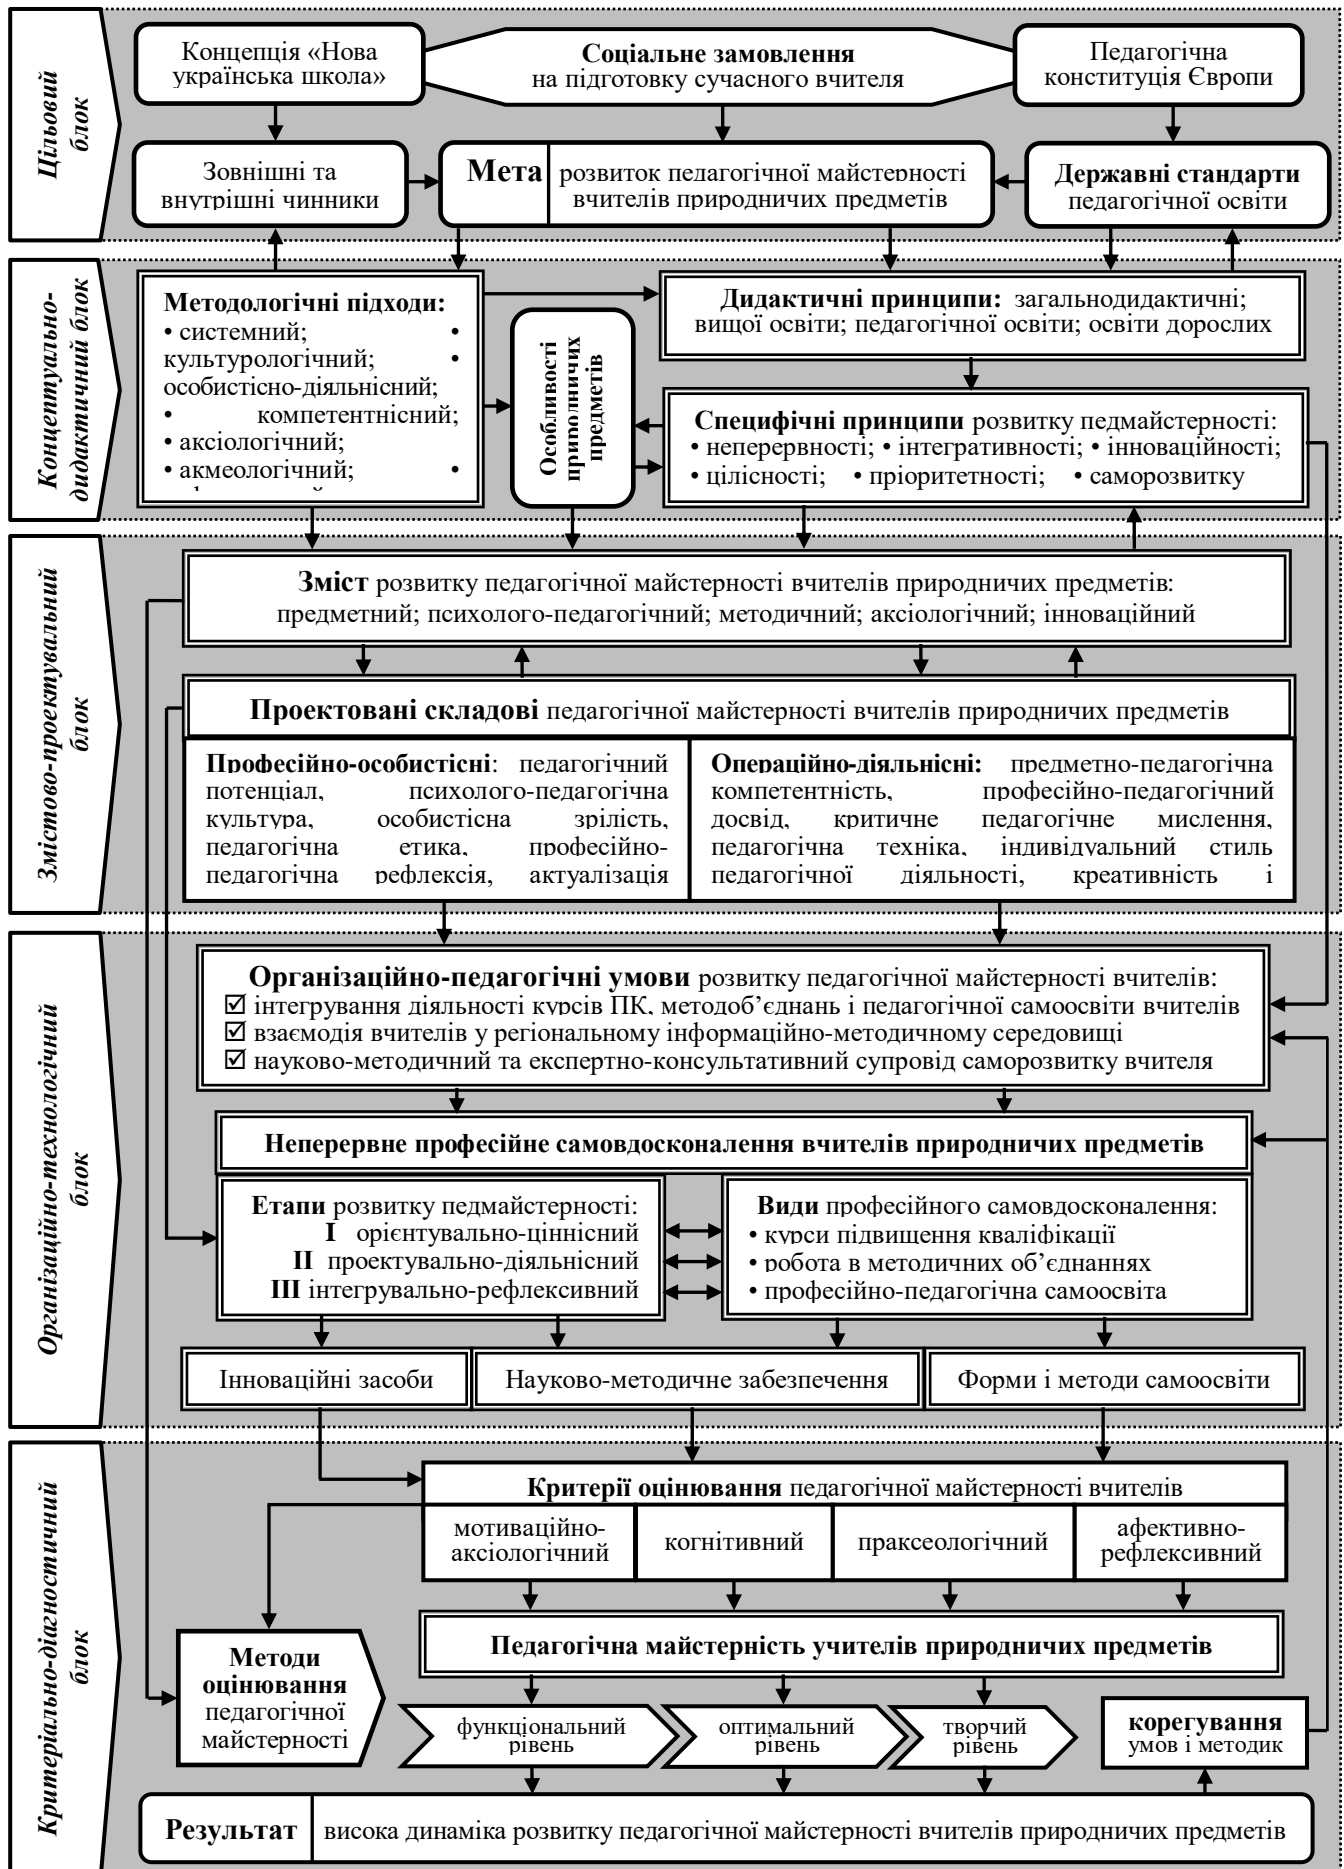 Цільовий
блок
Концепція «Нова
українська школа»
Соціальне замовлення
на підготовку сучасного вчителя
Педагогічна
конституція Європи
Зовнішні та
внутрішні чинники
Мета
розвиток педагогічної майстерності
вчителів природничих предметів
Державні стандарти
педагогічної освіти
Концептуально-
дидактичний блок
Методологічні підходи:
• системний; •
культурологічний; •
особистісно-діяльнісний;
• компетентнісний;
• аксіологічний;
• акмеологічний; •
Особливості
природничих
предметів
Дидактичні принципи: загальнодидактичні;
вищої освіти; педагогічної освіти; освіти дорослих
Специфічні принципи розвитку педмайстерності:
• неперервності; • інтегративності; • інноваційності;
• цілісності; • пріоритетності; • саморозвитку
Змістово-проектувальний
блок
Зміст розвитку педагогічної майстерності вчителів природничих предметів:
предметний; психолого-педагогічний; методичний; аксіологічний; інноваційний
Проектовані складові педагогічної майстерності вчителів природничих предметів
Професійно-особистісні: педагогічний
потенціал, психолого-педагогічна
культура, особистісна зрілість,
педагогічна етика, професійно-
педагогічна рефлексія, актуалізація
Операційно-діяльнісні: предметно-педагогічна
компетентність, професійно-педагогічний
досвід, критичне педагогічне мислення,
педагогічна техніка, індивідуальний стиль
педагогічної діяльності, креативність і
Організаційно-технологічний
блок
Організаційно-педагогічні умови розвитку педагогічної майстерності вчителів:
☑ інтегрування діяльності курсів ПК, методоб’єднань і педагогічної самоосвіти вчителів
☑ взаємодія вчителів у регіональному інформаційно-методичному середовищі
☑ науково-методичний та експертно-консультативний супровід саморозвитку вчителя
Неперервне професійне самовдосконалення вчителів природничих предметів
Етапи розвитку педмайстерності:
I орієнтувально-ціннісний
II проектувально-діяльнісний
III інтегрувально-рефлексивний
Види професійного самовдосконалення:
• курси підвищення кваліфікації
• робота в методичних об’єднаннях
• професійно-педагогічна самоосвіта
Інноваційні засоби
Науково-методичне забезпечення
Форми і методи самоосвіти
Критеріально-діагностичний
блок
Критерії оцінювання педагогічної майстерності вчителів
мотиваційно-
аксіологічний
когнітивний
праксеологічний
афективно-
рефлексивний
Педагогічна майстерність учителів природничих предметів
Методи
оцінювання
педагогічної
майстерності
функціональний
рівень
оптимальний
рівень
творчий
рівень
корегування
умов і методик
Результат
висока динаміка розвитку педагогічної майстерності вчителів природничих предметів